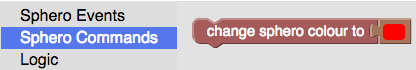 Sphero Events
Sphero Commands
change sphero colour to
Logic